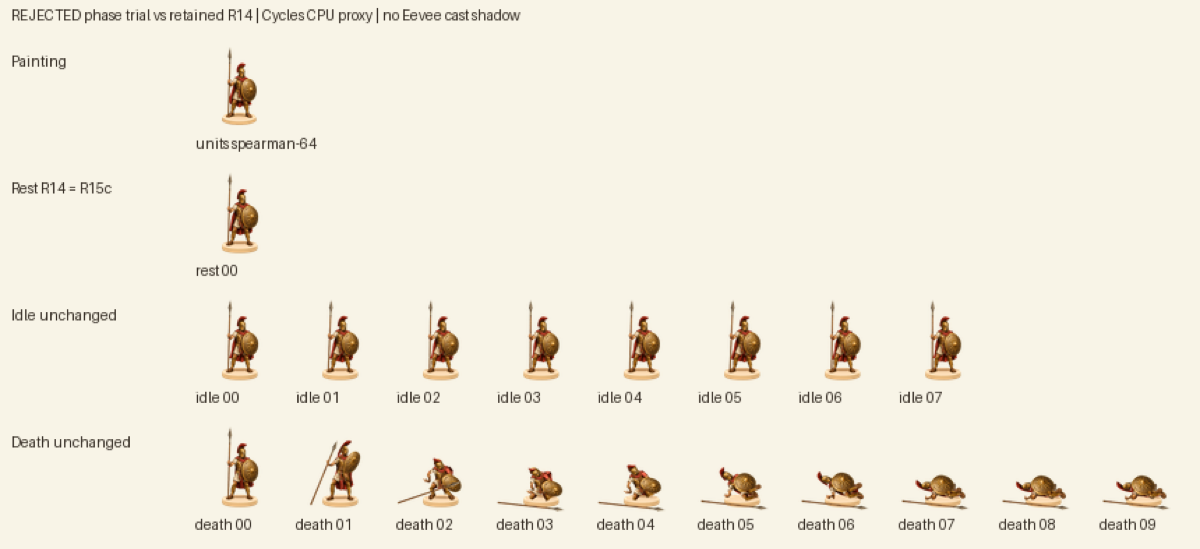 REJECTED phase trial vs retained R14 | Cycles CPU proxy | no Eevee cast shadow
Painting
units spearman-64
Rest R14 = R15c
rest 00
Idle unchanged
idle 00 idle 01 idle 02 idle 03 idle 04 idle 05 idle 06 idle 07
Death unchanged
death 00 death 01 death 02 death 03 death 04 death 05 death 06 death 07 death 08 death 09